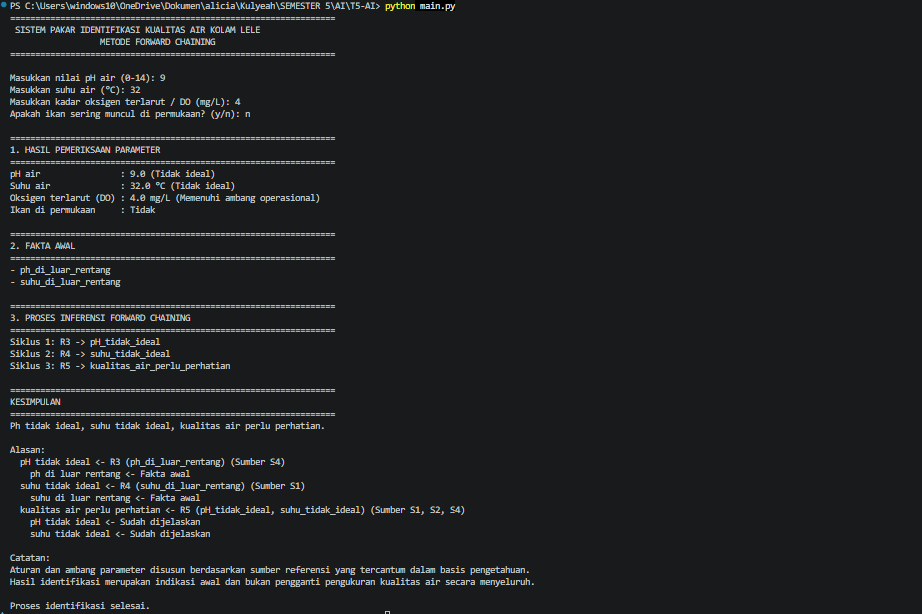 PS C:\Users\windows10\OneDrive\Dokumen\alicia\Kulyeah\SEMESTER 5\AI\T5-AI> python main.py
=================================================================
SISTEM PAKAR IDENTIFIKASI KUALITAS AIR KOLAM LELE
METODE FORWARD CHAINING
=================================================================
Masukkan nilai pH air (0-14): 9
Masukkan suhu air (°C): 32
Masukkan kadar oksigen terlarut / DO (mg/L): 4
Apakah ikan sering muncul di permukaan? (y/n): n
=================================================================
1. HASIL PEMERIKSAAN PARAMETER
=================================================================
pH air : 9.0 (Tidak ideal)
Suhu air : 32.0 °C (Tidak ideal)
Oksigen terlarut (DO) : 4.0 mg/L (Memenuhi ambang operasional)
Ikan di permukaan : Tidak
=================================================================
2. FAKTA AWAL
=================================================================
- ph_di_luar_rentang
- suhu_di_luar_rentang
=================================================================
3. PROSES INFERENSI FORWARD CHAINING
=================================================================
Siklus 1: R3 -> pH_tidak_ideal
Siklus 2: R4 -> suhu_tidak_ideal
Siklus 3: R5 -> kualitas_air_perlu_perhatian
=================================================================
KESIMPULAN
=================================================================
Ph tidak ideal, suhu tidak ideal, kualitas air perlu perhatian.
Alasan:
pH tidak ideal <- R3 (ph_di_luar_rentang) (Sumber S4)
ph di luar rentang <- Fakta awal
suhu tidak ideal <- R4 (suhu_di_luar_rentang) (Sumber S1)
suhu di luar rentang <- Fakta awal
kualitas air perlu perhatian <- R5 (pH_tidak_ideal, suhu_tidak_ideal) (Sumber S1, S2, S4)
pH tidak ideal <- Sudah dijelaskan
suhu tidak ideal <- Sudah dijelaskan
Catatan:
Aturan dan ambang parameter disusun berdasarkan sumber referensi yang tercantum dalam basis pengetahuan.
Hasil identifikasi merupakan indikasi awal dan bukan pengganti pengukuran kualitas air secara menyeluruh.
Proses identifikasi selesai.